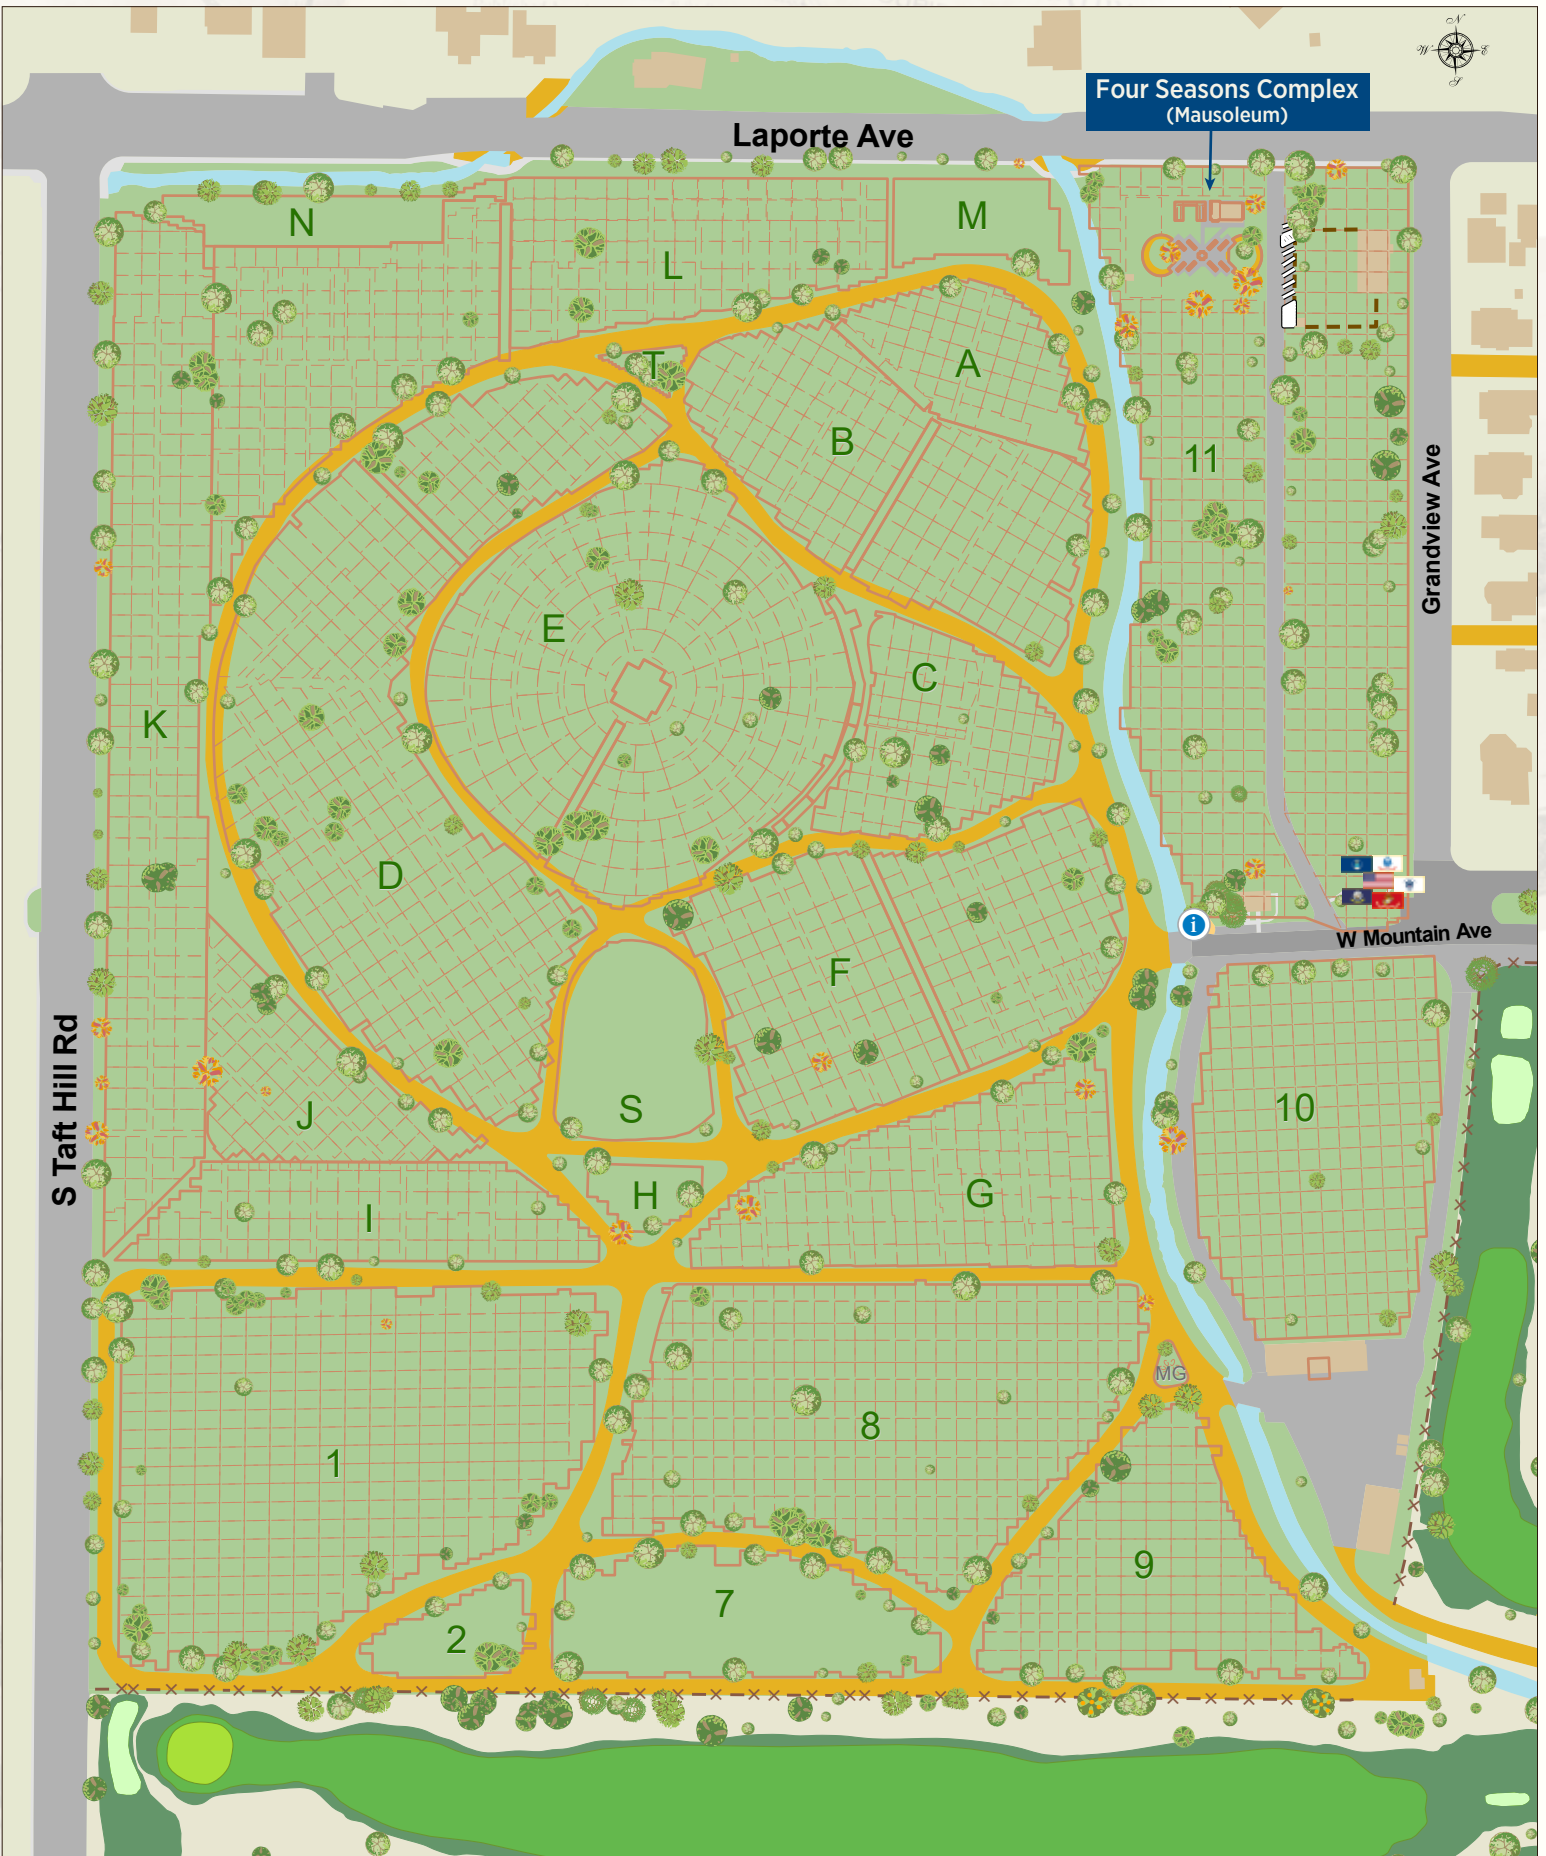 N
W
E
S
Four Seasons Complex
(Mausoleum)
Laporte Ave
N
M
L
T
A
B
11
Grandview Ave
E
C
K
D
F
W Mountain Ave
i
S Taft Hill Rd
S
J
10
H
G
I
MG
8
1
9
7
2